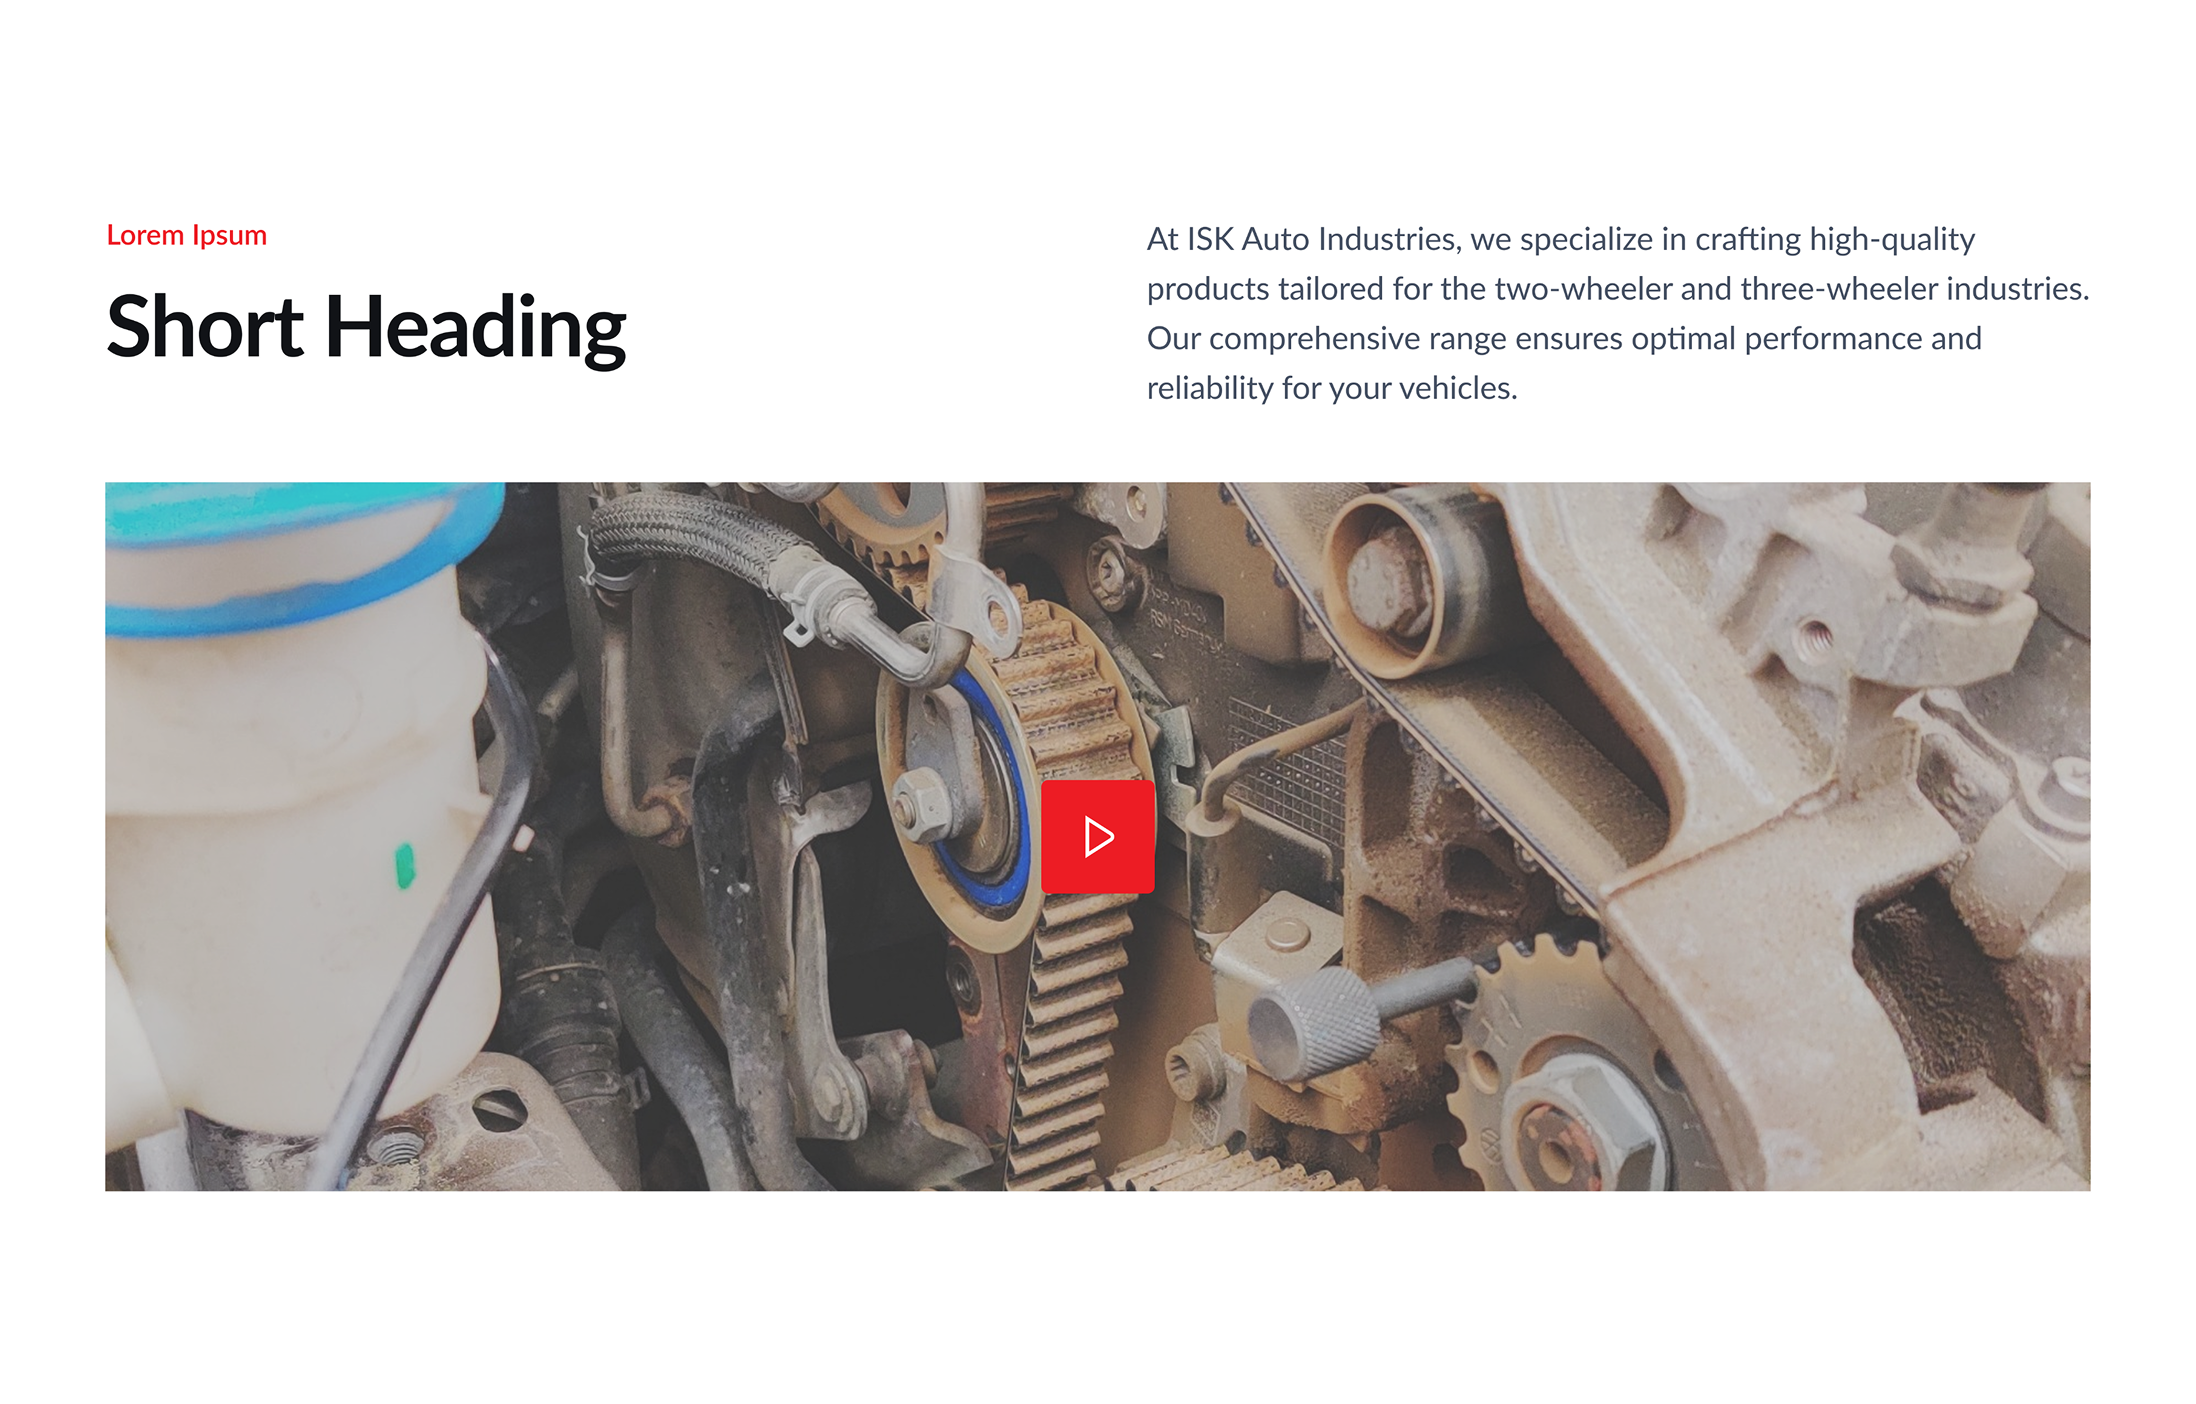 Lorem Ipsum
Short Heading
At ISK Auto Industries, we specialize in crafting high-quality
products tailored for the two-wheeler and three-wheeler industries.
Our comprehensive range ensures optimal performance and
reliability for your vehicles.